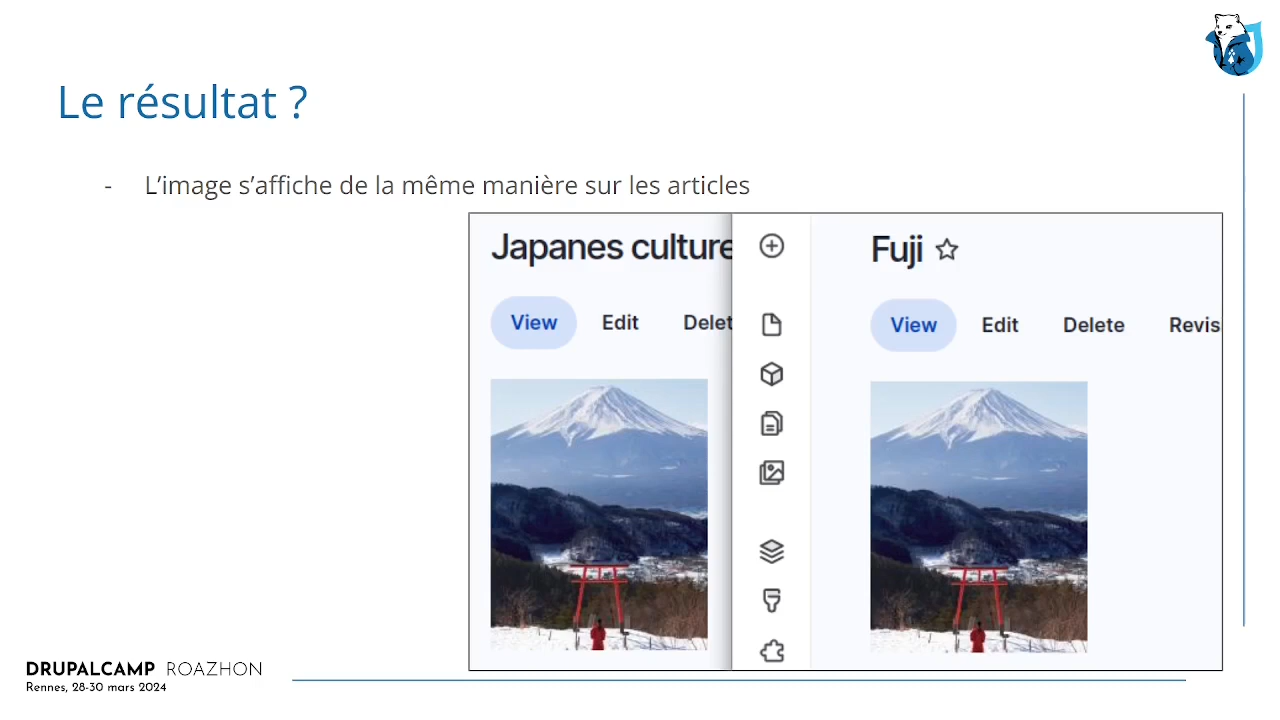 Le résultat ?
- L’image s’affiche de la même manière sur les articles
Japanes culture
View Edit Delet
Fuji
View Edit Delete Revis
DRUPALCAMP ROAZHON
Rennes, 28-30 mars 2024